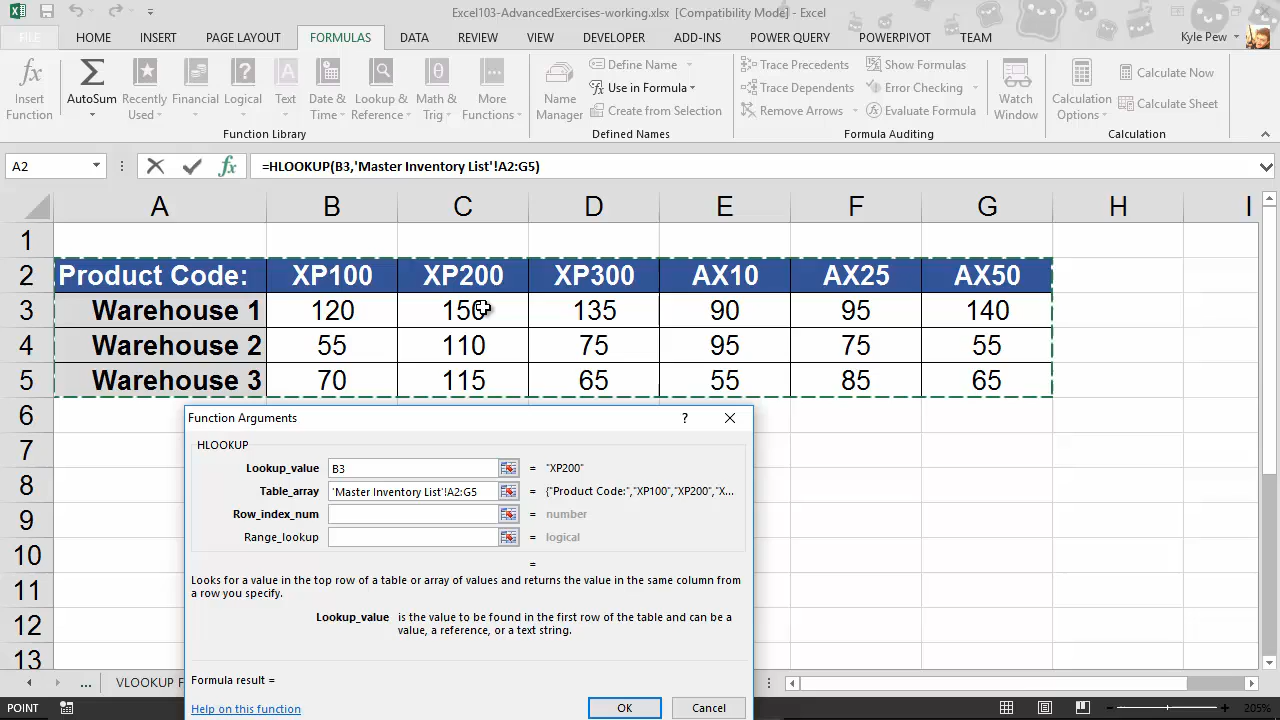 Excel103-AdvancedExercises-working.xlsx [Compatibility Mode] - Excel
FILE HOME INSERT PAGE LAYOUT FORMULAS DATA REVIEW VIEW DEVELOPER ADD-INS POWER QUERY POWERPIVOT TEAM Kyle Pew
Insert Function
AutoSum
Recently Used
Financial
Logical
Text
Date & Time
Lookup & Reference
Math & Trig
More Functions
Function Library
Name Manager
Define Name
Use in Formula
Create from Selection
Defined Names
Trace Precedents
Trace Dependents
Remove Arrows
Show Formulas
Error Checking
Evaluate Formula
Formula Auditing
Watch Window
Calculation Options
Calculate Now
Calculate Sheet
Calculation
A2 fx =HLOOKUP(B3,'Master Inventory List'!A2:G5)
A B C D E F G H I
1
2 Product Code: XP100 XP200 XP300 AX10 AX25 AX50
3 Warehouse 1 120 150 135 90 95 140
4 Warehouse 2 55 110 75 95 75 55
5 Warehouse 3 70 115 65 55 85 65
6
7
8
9
10
11
12
13
Function Arguments ?
HLOOKUP
Lookup_value B3 = "XP200"
Table_array 'Master Inventory List'!A2:G5 = {"Product Code:","XP100","XP200","X...
Row_index_num = number
Range_lookup = logical
=
Looks for a value in the top row of a table or array of values and returns the value in the same column from
a row you specify.
Lookup_value is the value to be found in the first row of the table and can be a
value, a reference, or a text string.
Formula result =
Help on this function OK Cancel
... VLOOKUP F
POINT 205%